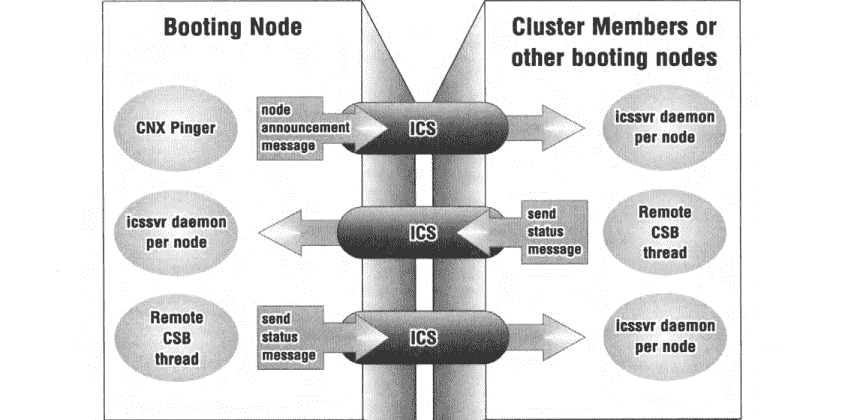 Booting Node
Cluster Members or
other booting nodes
CNX Pinger
node
announcement
message
ICS
icssvr daemon
per node
icssvr daemon
per node
ICS
send
status
message
Remote
CSB
thread
Remote
CSB
thread
send
status
message
ICS
icssvr daemon
per node